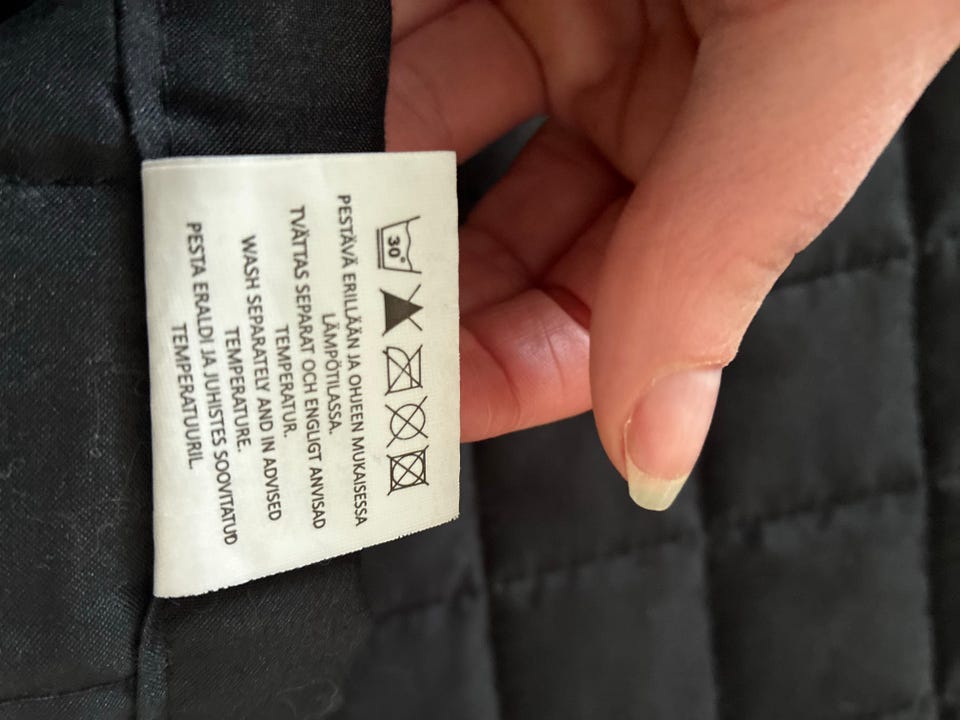 30°
PESTÄVÄ ERILLÄÄN JA OHJEEN MUKAISESSA
LÄMPÖTILASSA.
TVÄTTAS SEPARAT OCH ENGLIGT ANVISAD
TEMPERATUR.
WASH SEPARATELY AND IN ADVISED
TEMPERATURE.
PESTA ERALDI JA JUHISTES SOOVITATUD
TEMPERATUURIL.